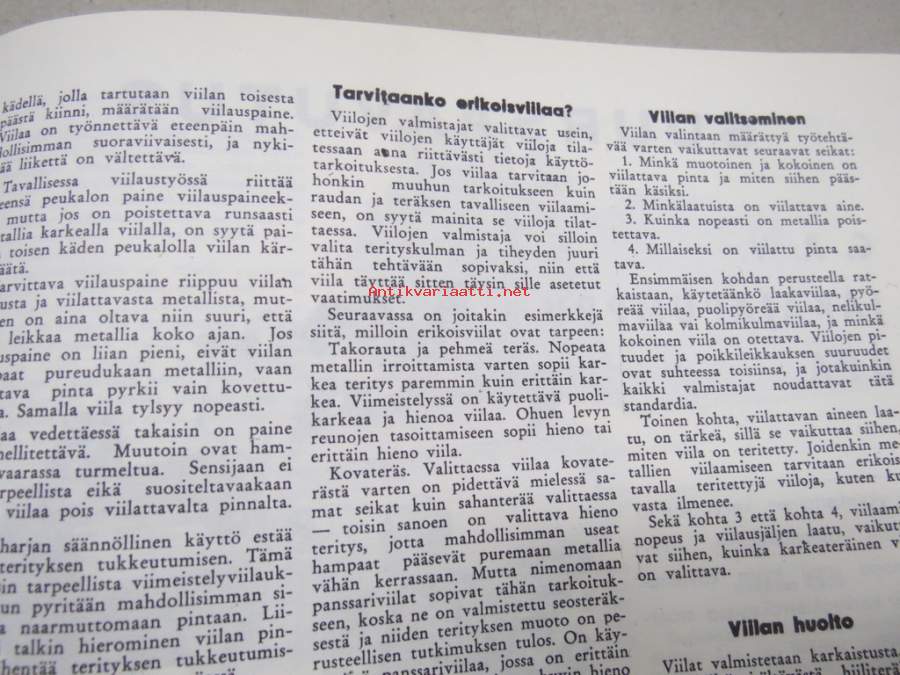 kädellä, jolla tartutaan viilan toisesta
päästä kiinni, määrätään viilauspaine.
Viilaa on työnnettävä eteenpäin mah-
dollisimman suoraviivaisesti, ja nyki-
vää liikettä on vältettävä.
Tavallisessa viilaustyössä riittää
peukalon paine viilauspaineek-
mutta jos on poistettava runsaasti
metallia karkealla viilalla, on syytä pai-
toisen käden peukalolla viilan kär-
Tarvittava viilauspaine riippuu viilan
ja viilattavasta metallista, mut-
on aina oltava niin suuri, että
leikkaa metallia koko ajan. Jos
viilauspaine on liian pieni, eivät viilan
pureudukaan metalliin, vaan
pinta pyrkii vain kovettu-
Samalla viila tylsyy nopeasti.
vedettäessä takaisin on paine
Muutoin ovat ham-
vaarassa turmeltua. Sensijaan ei
tarpeellista eikä suositeltavaakaan
viilaa pois viilattavalta pinnalta.
harjan säännöllinen käyttö estää
terityksen tukkeutumisen. Tämä
tarpeellista viimeistelyviilauk-
pyritään mahdollisimman si-
naarmuttomaan pintaan. Lii-
talkin hierominen viilan pin-
terityksen tukkeutumis-
Tarvitaanko erikoisviilaa?
Viilojen valmistajat valittavat usein,
etteivät viilojen käyttäjät viiloja tila-
tessaan anna riittävästi tietoja käyttö-
tarkoituksesta. Jos viilaa tarvitaan jo-
honkin muuhun tarkoitukseen kuin
raudan ja teräksen tavalliseen viilaami-
seen, on syytä mainita se viiloja tilat-
taessa. Viilojen valmistaja voi silloin
valita terityskulman ja tiheyden juuri
tähän tehtävään sopivaksi, niin että
viila täyttää sitten täysin sille asetetut
vaatimukset.
Antikvariaatti.net
Seuraavassa on joitakin esimerkkejä
siitä, milloin erikoisviilat ovat tarpeen:
Takorauta ja pehmeä teräs. Nopeata
metallin irroittamista varten sopii kar-
kea teritys paremmin kuin erittäin kar-
kea. Viimeistelyssä on käytettävä puoli-
karkeaa ja hienoa viilaa. Ohuen levyn
reunojen tasoittamiseen sopii hieno tai
erittäin hieno viila.
Kovateräs. Valittaessa viilaa kovate-
rästä varten on pidettävä mielessä sa-
mat seikat kuin sahanterää valittaessa
— toisin sanoen on valittava hieno
teritys, jotta mahdollisimman useat
hampaat pääsevät puremaan metallia
vähän kerrassaan. Mutta nimenomaan
panssariviilat sopivat tähän tarkoituk-
seen, koska ne on valmistettu seosteräk-
sestä ja niiden terityksen muoto on pe-
rusteellisen tutkimuksen tulos. On käy-
panssariviilaa, jossa on erittäin
hyvin hieno
Viilan valitseminen
Viilan valintaan määrättyä työtehtä-
vää varten vaikuttavat seuraavat seikat:
1. Minkä muotoinen ja kokoinen on
viilattava pinta ja miten siihen pääs-
tään käsiksi.
2. Minkälaatuista on viilattava aine.
3. Kuinka nopeasti on metallia pois-
tettava.
4. Millaiseksi on viilattu pinta saa-
tava.
Ensimmäisen kohdan perusteella rat-
kaistaan, käytetäänkö laakaviilaa, pyö-
reää viilaa, puolipyöreää viilaa, nelikul-
maviilaa vai kolmikulmaviilaa, ja minkä
kokoinen viila on otettava. Viilojen pi-
tuudet ja poikkileikkauksen suuruudet
ovat suhteessa toisiinsa, ja jotakuinkin
kaikki valmistajat noudattavat tätä
standardia.
Toinen kohta, viilattavan aineen laa-
tu, on tärkeä, sillä se vaikuttaa siihen,
miten viila on teritetty. Joidenkin me-
tallien viilaamiseen tarvitaan erikois-
tavalla teritettyjä viiloja, kuten ku
vasta ilmenee.
Sekä kohta 3 että kohta 4, viilaami
nopeus ja viilausjäljen laatu, vaikutt
vat siihen, kuinka karkeateräinen v
on valittava.
Viilan huolto
Viilat valmistetaan karkaistusta,